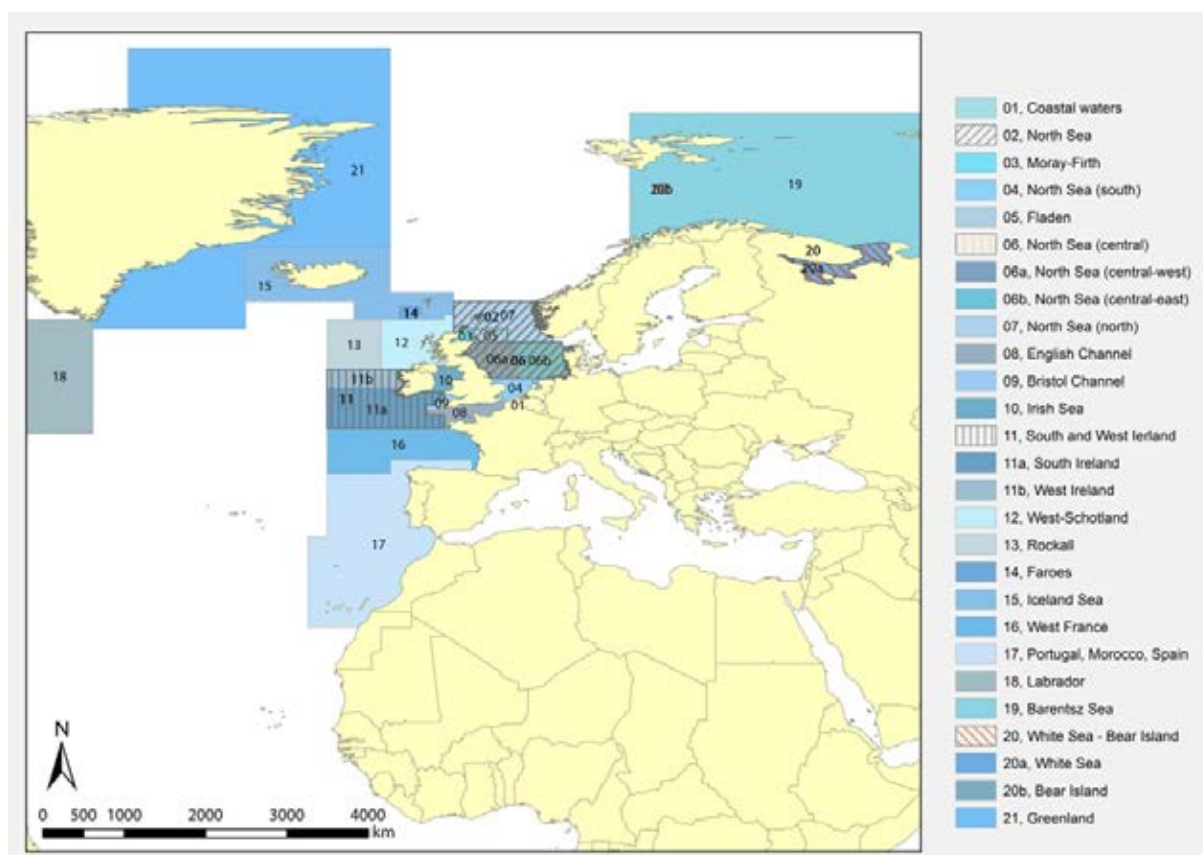 21
20b
19
20
20a
15
14
02
07
03
05
13
12
06a
06
06b
18
11b
10
04
11
11a
09
01
08
16
17
N
0 500 1000 2000 3000 4000
km
01, Coastal waters
02, North Sea
03, Moray-Firth
04, North Sea (south)
05, Fladen
06, North Sea (central)
06a, North Sea (central-west)
06b, North Sea (central-east)
07, North Sea (north)
08, English Channel
09, Bristol Channel
10, Irish Sea
11, South and West Ierland
11a, South Ireland
11b, West Ireland
12, West-Schotland
13, Rockall
14, Faroes
15, Iceland Sea
16, West France
17, Portugal, Morocco, Spain
18, Labrador
19, Barentsz Sea
20, White Sea - Bear Island
20a, White Sea
20b, Bear Island
21, Greenland